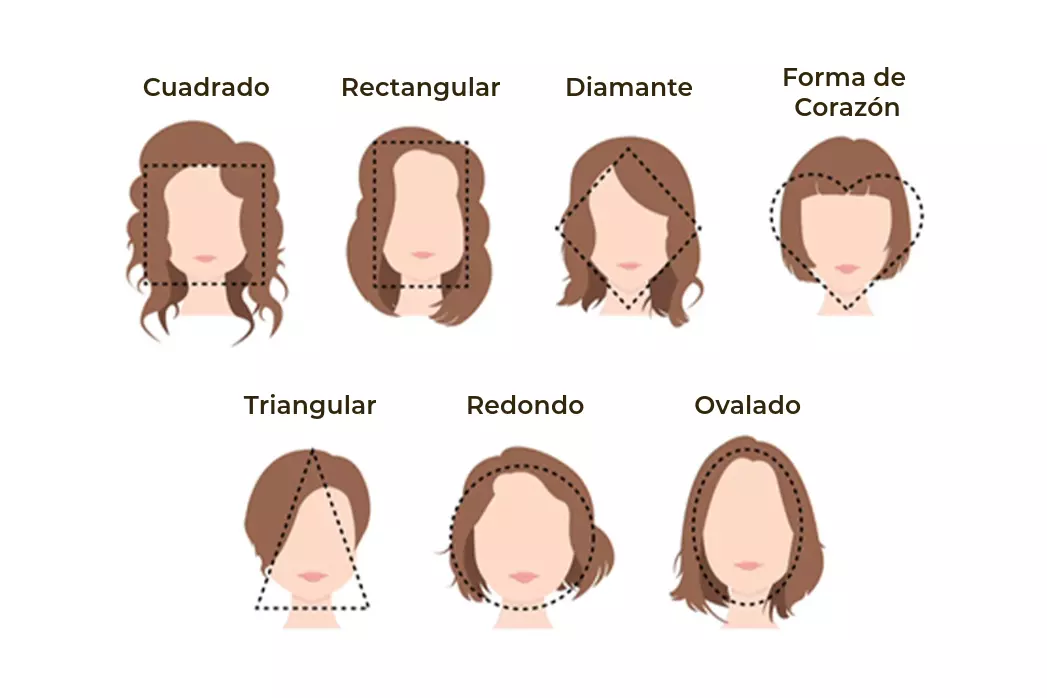 Cuadrado
Rectangular
Diamante
Forma de
Corazón
Triangular
Redondo
Ovalado